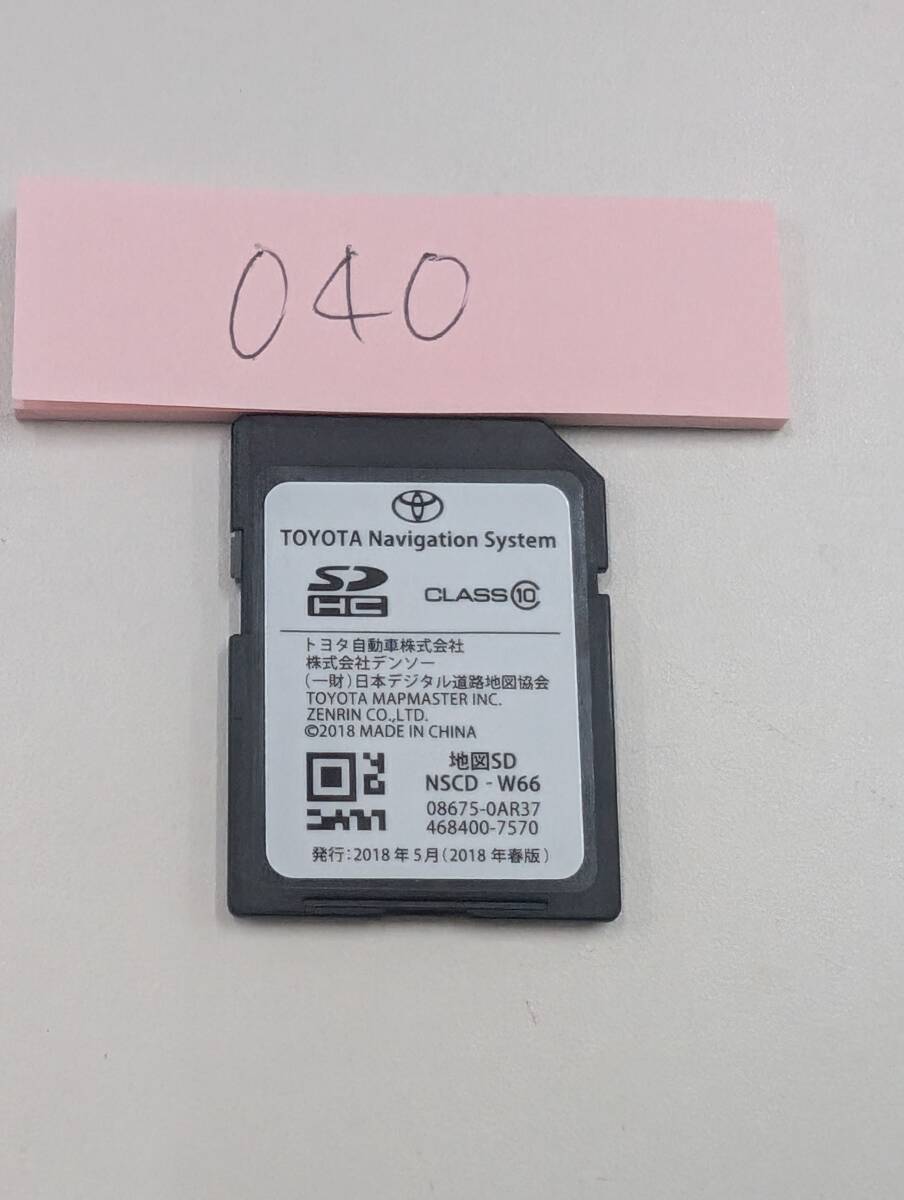 040
TOYOTA Navigation System
SD HC CLASS 10
トヨタ自動車株式会社
株式会社デンソー
(一財)日本デジタル道路地図協会
TOYOTA MAPMASTER INC.
ZENRIN CO.,LTD.
©2018 MADE IN CHINA
地図SD
NSCD - W66
08675-0AR37
468400-7570
発行:2018年5月(2018年春版)